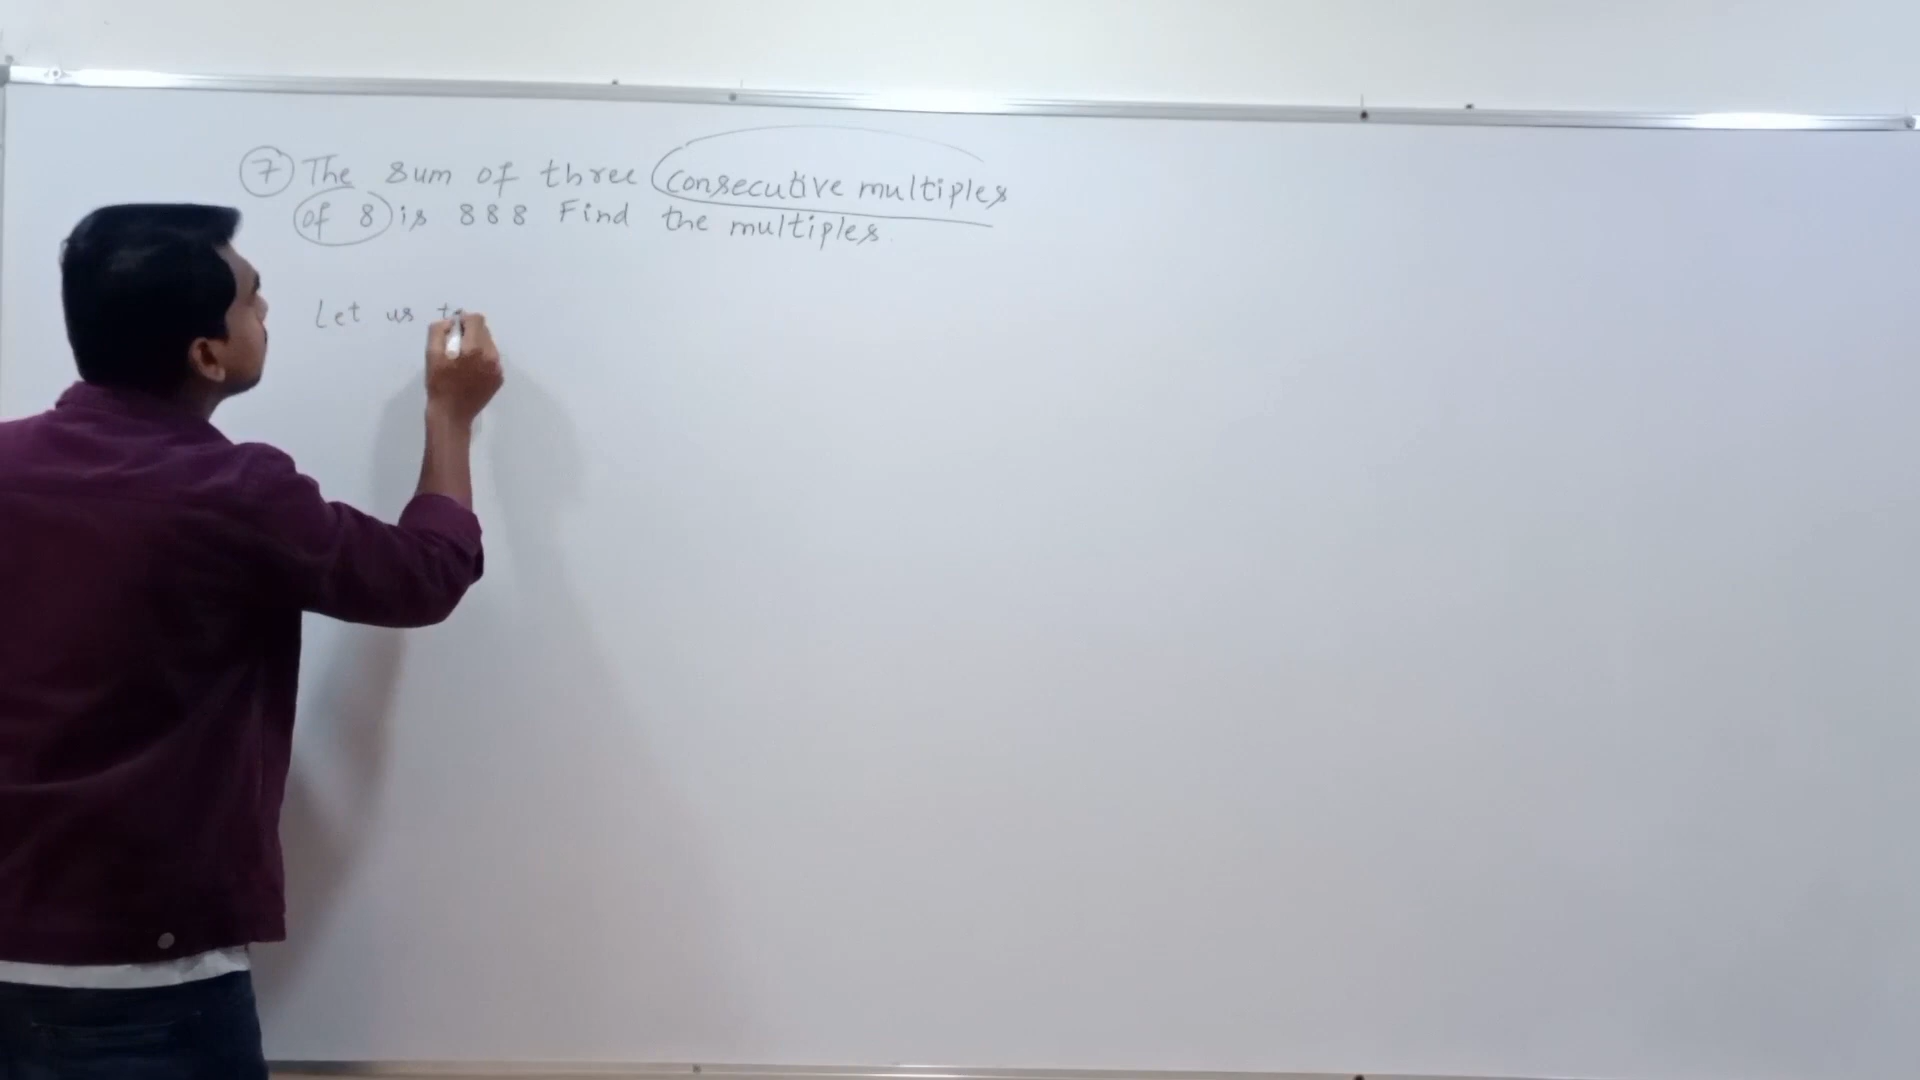 7 The sum of three consecutive multiples
of 8 is 888 Find the multiples.
Let us